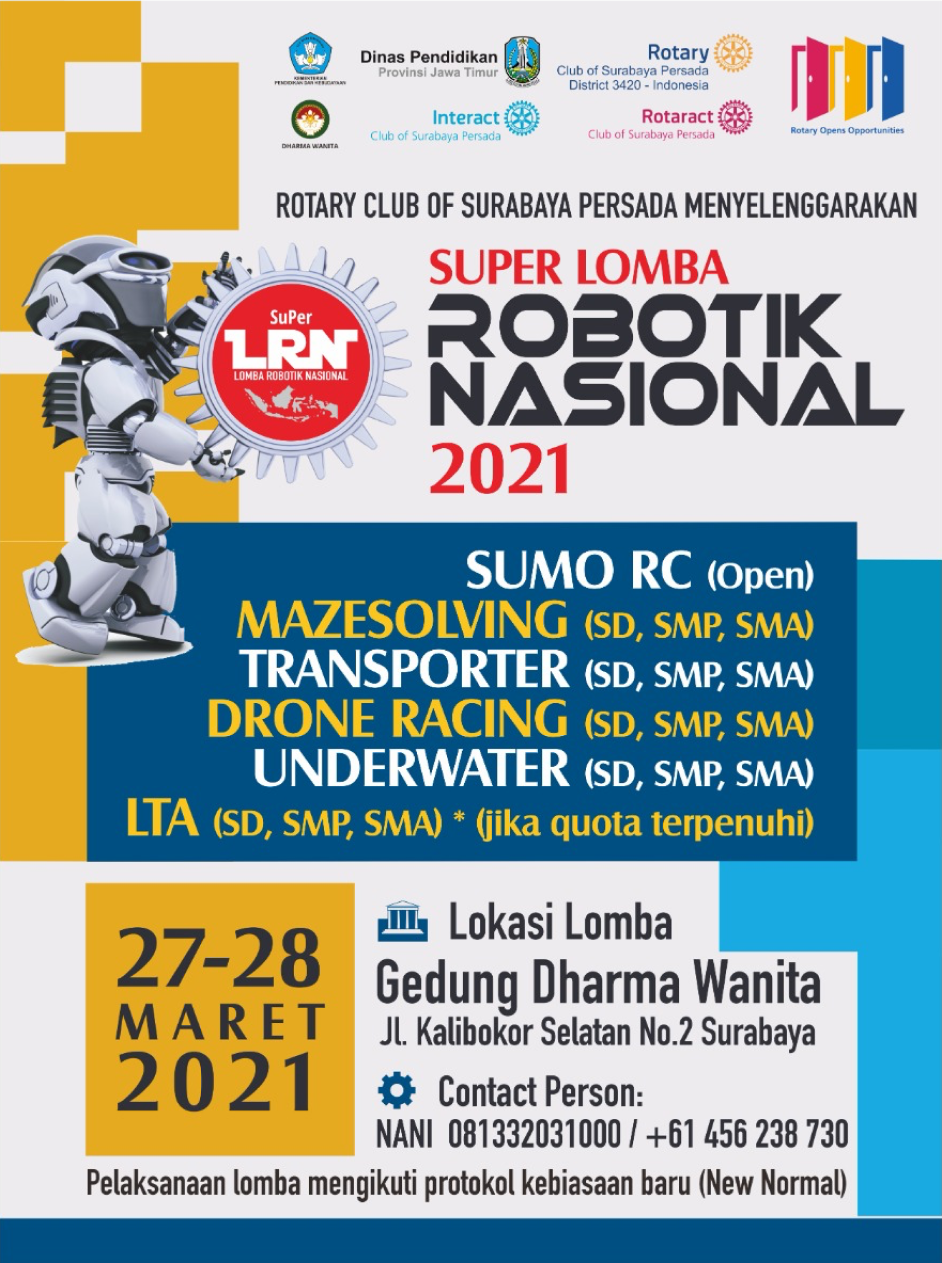 KEMENTERIAN
PENDIDIKAN DAN KEBUDAYAAN
Dinas Pendidikan
Provinsi Jawa Timur
Rotary
Club of Surabaya Persada
District 3420 - Indonesia
Rotary Opens Opportunities
DHARMA WANITA
Interact
Club of Surabaya Persada
Rotaract
Club of Surabaya Persada
ROTARY CLUB OF SURABAYA PERSADA MENYELENGGARAKAN
SUPER LOMBA
ROBOTIK
NASIONAL
2021
SuPer
LRN
LOMBA ROBOTIK NASIONAL
SUMO RC (Open)
MAZESOLVING (SD, SMP, SMA)
TRANSPORTER (SD, SMP, SMA)
DRONE RACING (SD, SMP, SMA)
UNDERWATER (SD, SMP, SMA)
LTA (SD, SMP, SMA) * (jika quota terpenuhi)
27-28
MARET
2021
Lokasi Lomba
Gedung Dharma Wanita
Jl. Kalibokor Selatan No.2 Surabaya
Contact Person:
NANI 081332031000 / +61 456 238 730
Pelaksanaan lomba mengikuti protokol kebiasaan baru (New Normal)